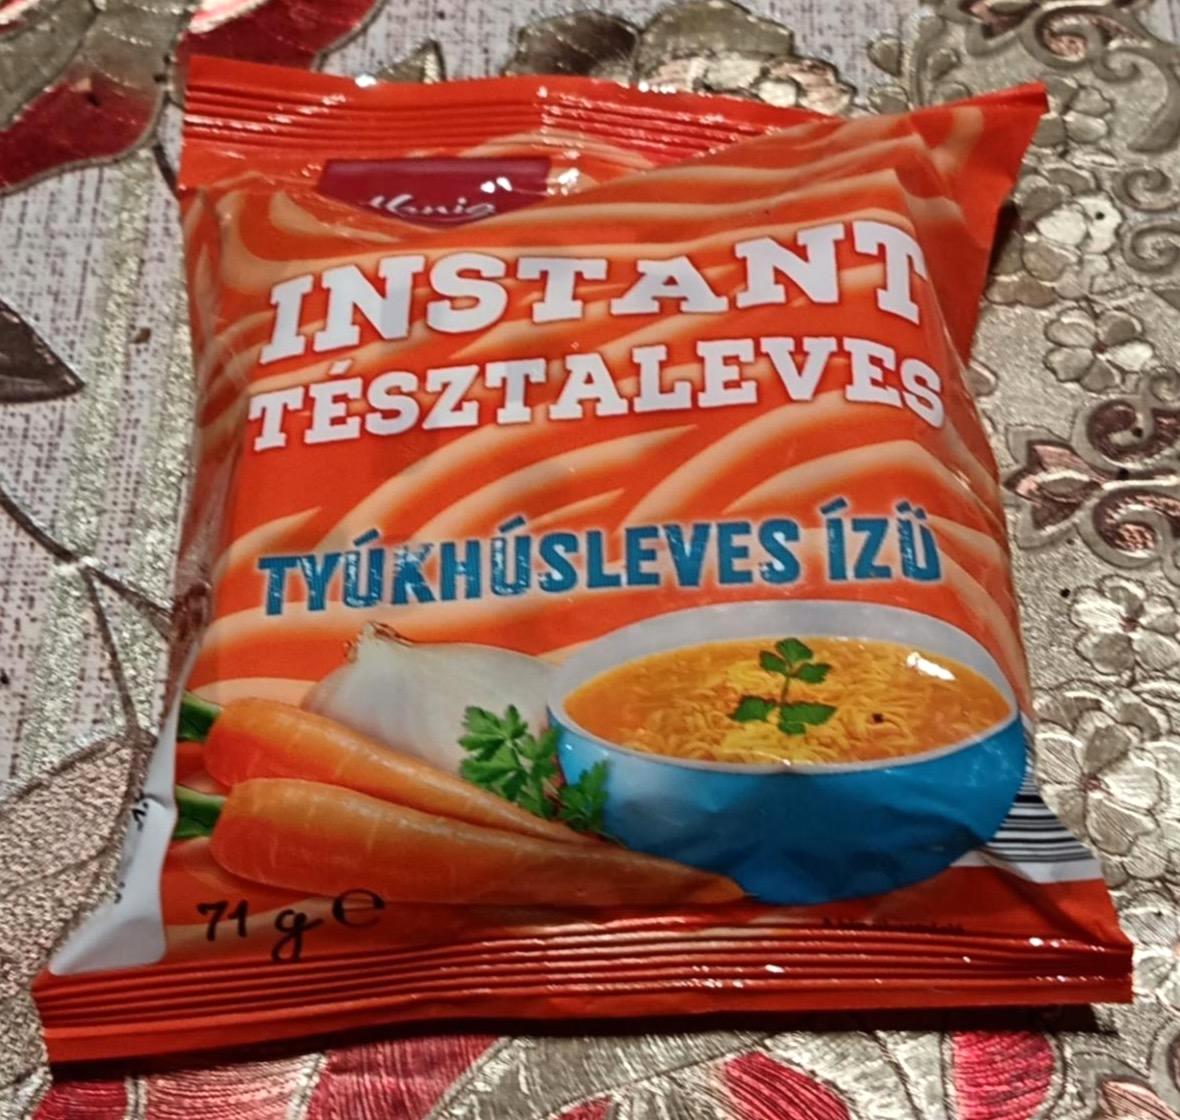 INSTANT
TÉSZTALEVES
TYÚKHÚSLEVES ÍZŰ
71 g e